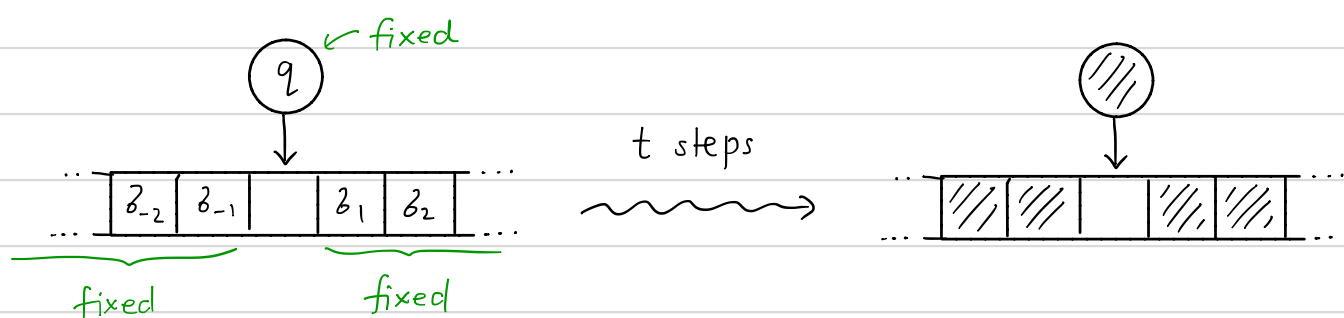 fixed
q
t steps
.. ...
.. ...
b₋₂ b₋₁ b₁ b₂
... ...
... ...
fixed fixed